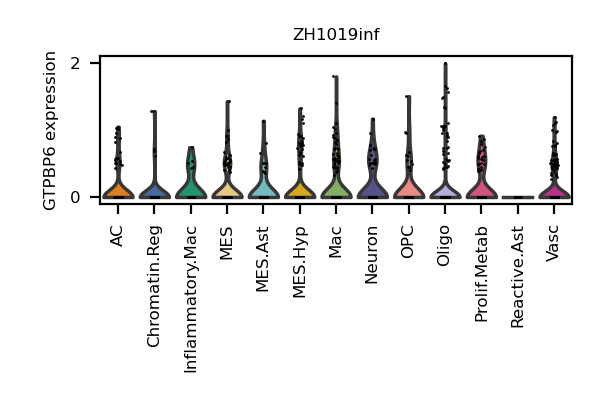 ZH1019inf
GTPBP6 expression
2
0
AC
Chromatin.Reg
Inflammatory.Mac
MES
MES.Ast
MES.Hyp
Mac
Neuron
OPC
Oligo
Prolif.Metab
Reactive.Ast
Vasc